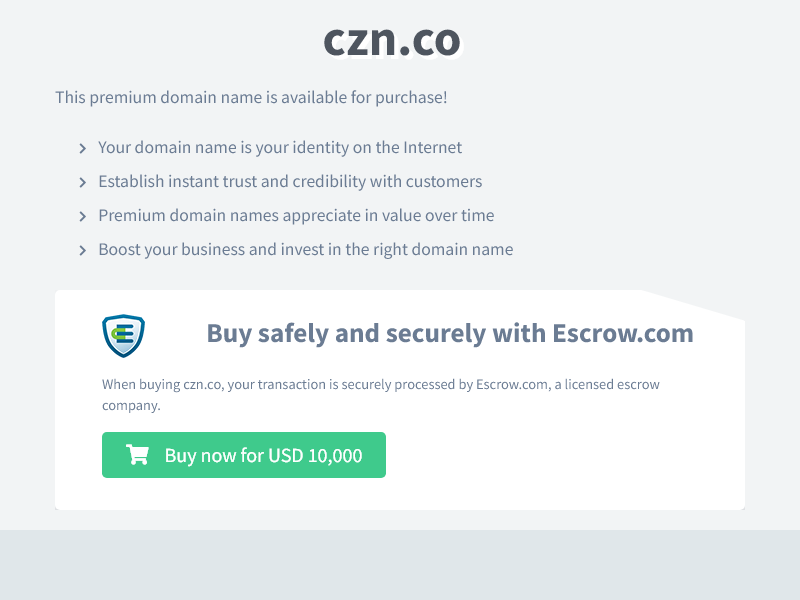 czn.co
This premium domain name is available for purchase!
Your domain name is your identity on the Internet
Establish instant trust and credibility with customers
Premium domain names appreciate in value over time
Boost your business and invest in the right domain name
Buy safely and securely with Escrow.com
When buying czn.co, your transaction is securely processed by Escrow.com, a licensed escrow
company.
Buy now for USD 10,000